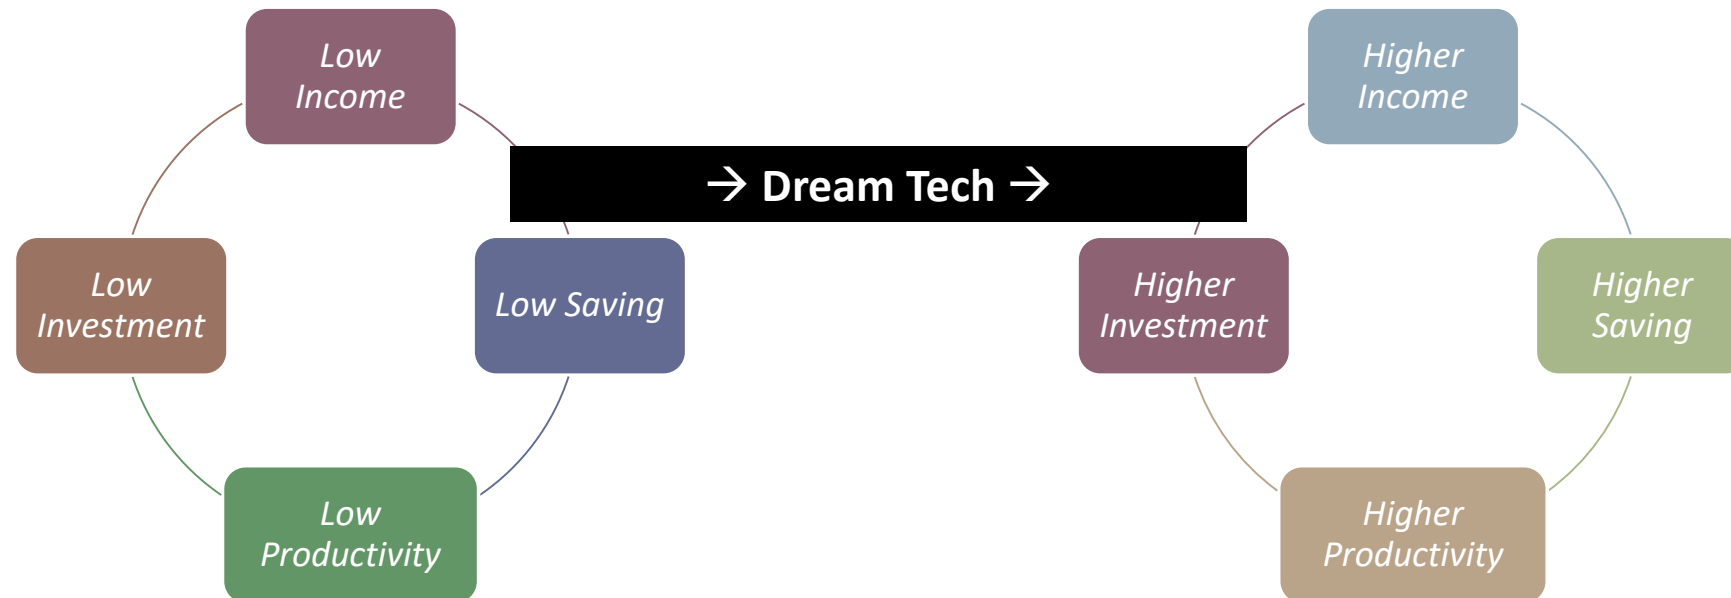 Low
Income
Higher
Income
→ Dream Tech →
Low
Investment
Low Saving
Higher
Investment
Higher
Saving
Low
Productivity
Higher
Productivity